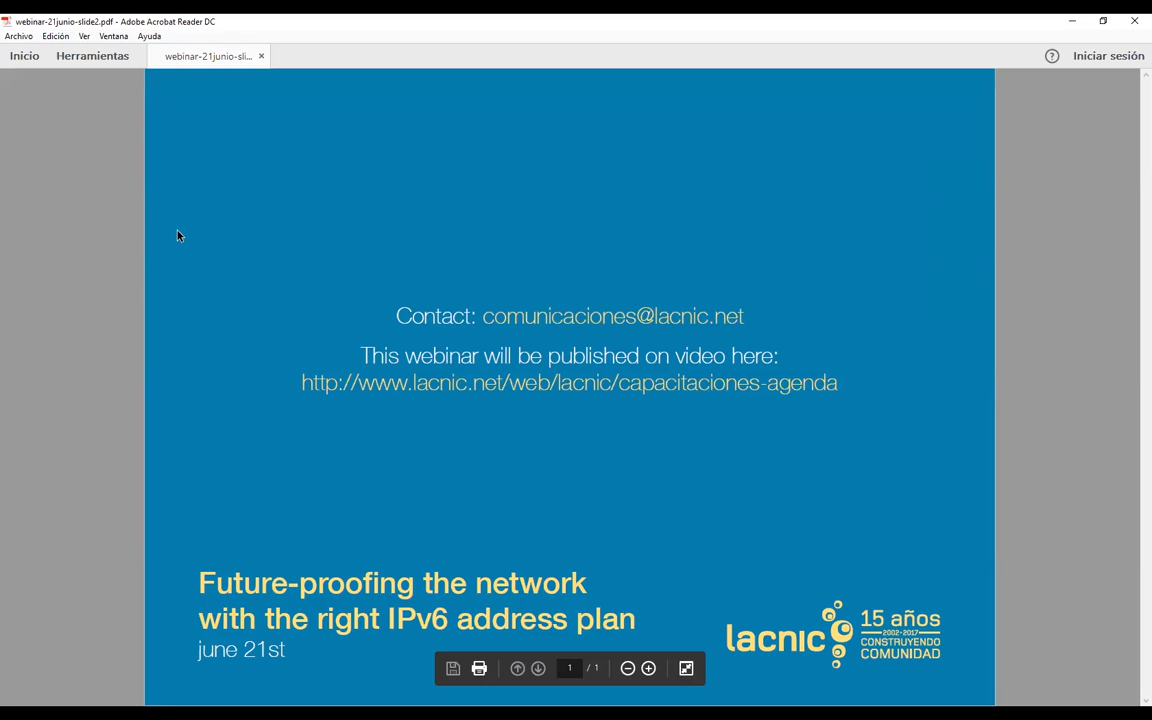 webinar-21junio-slide2.pdf - Adobe Acrobat Reader DC
Archivo Edición Ver Ventana Ayuda
Inicio Herramientas webinar-21junio-sli... × ? Iniciar sesión
Contact: comunicaciones@lacnic.net
This webinar will be published on video here:
http://www.lacnic.net/web/lacnic/capacitaciones-agenda
Future-proofing the network
with the right IPv6 address plan
june 21st
lacnic
15 años
2002-2017
CONSTRUYENDO
COMUNIDAD
1 / 1